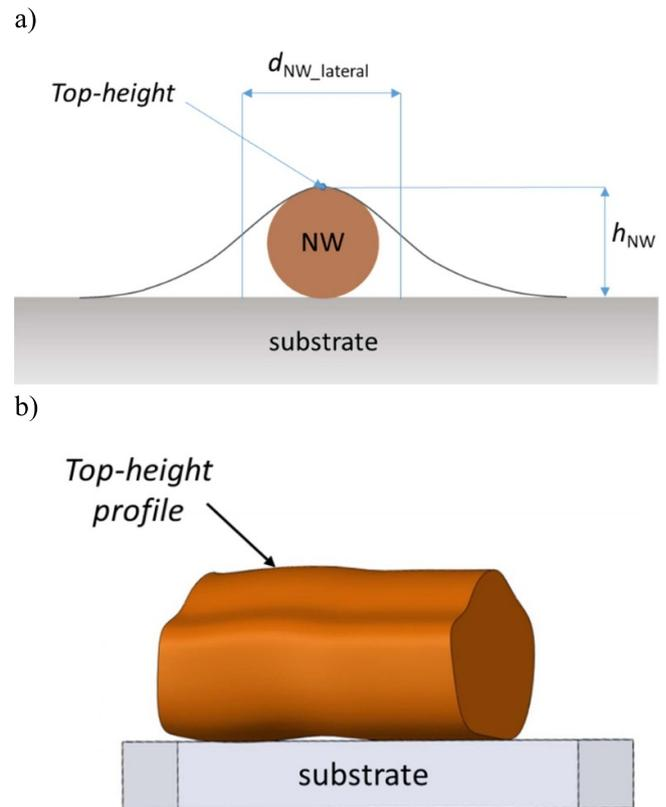 a)
d_NW_lateral
Top-height
NW
h_NW
substrate
b)
Top-height
profile
substrate